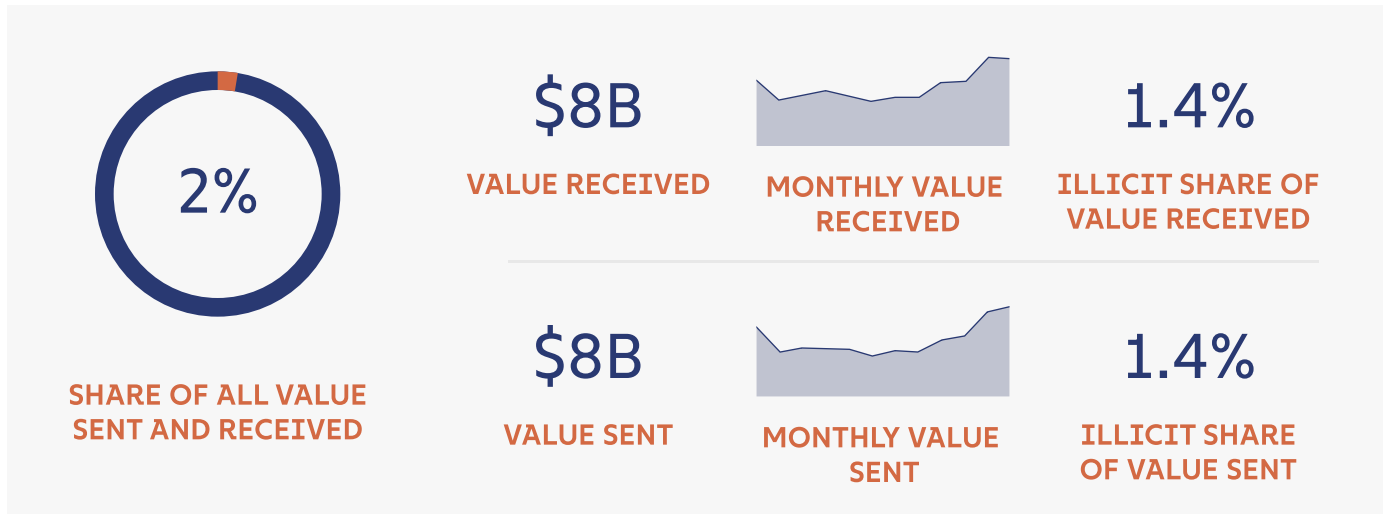 2%
SHARE OF ALL VALUE
SENT AND RECEIVED
$8B
VALUE RECEIVED
MONTHLY VALUE
RECEIVED
1.4%
ILLICIT SHARE OF
VALUE RECEIVED
$8B
VALUE SENT
MONTHLY VALUE
SENT
1.4%
ILLICIT SHARE
OF VALUE SENT